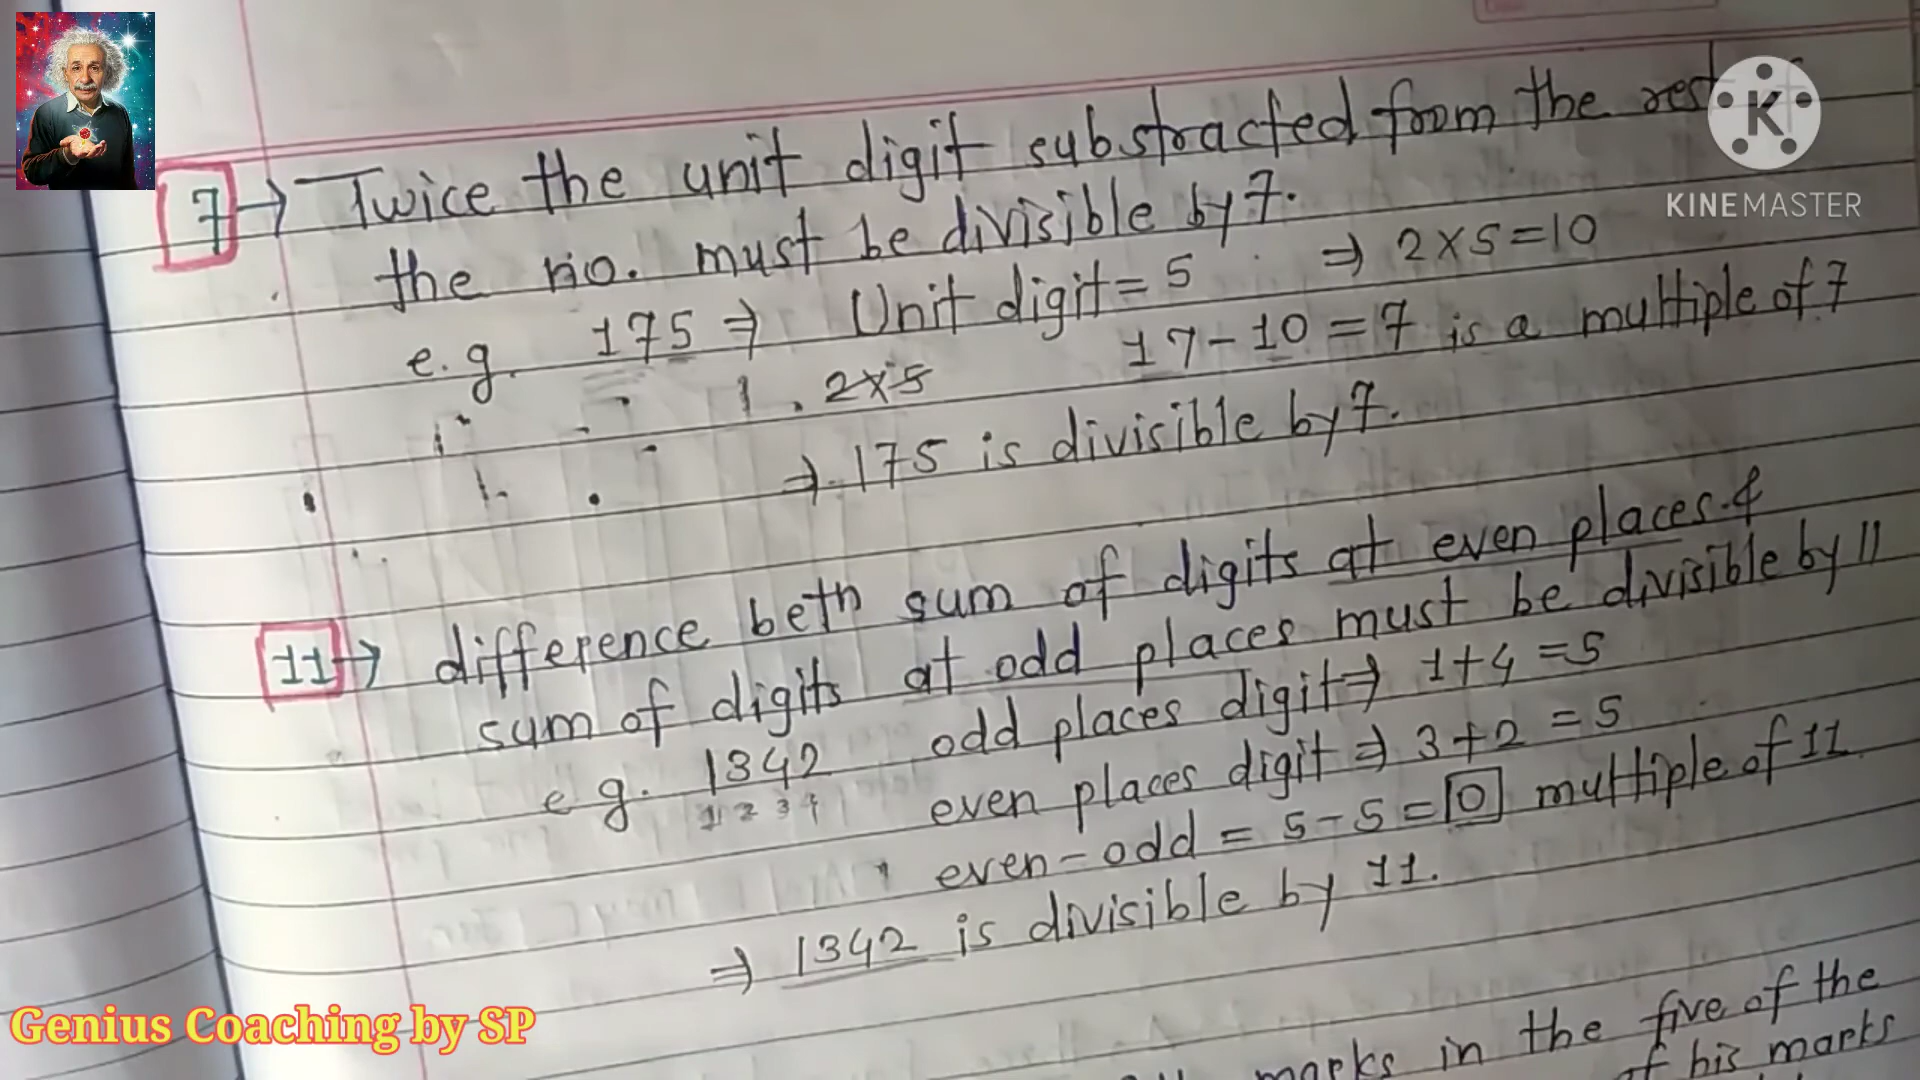 KINEMASTER
7 → Twice the unit digit substracted from the rest
the no. must be divisible by 7.
e.g. 175 ⇒ Unit digit = 5 ⇒ 2×5=10
2×5 17-10=7 is a multiple of 7
⇒ 175 is divisible by 7.
11 → difference betn sum of digits at even places &
sum of digits at odd places must be divisible by 11
e g. 1342 odd places digit ⇒ 1+4=5
1 2 3 4 even places digit ⇒ 3+2=5
even-odd = 5-5=0 multiple of 11
⇒ 1342 is divisible by 11.
marks in the five of the
of his marks
Genius Coaching by SP